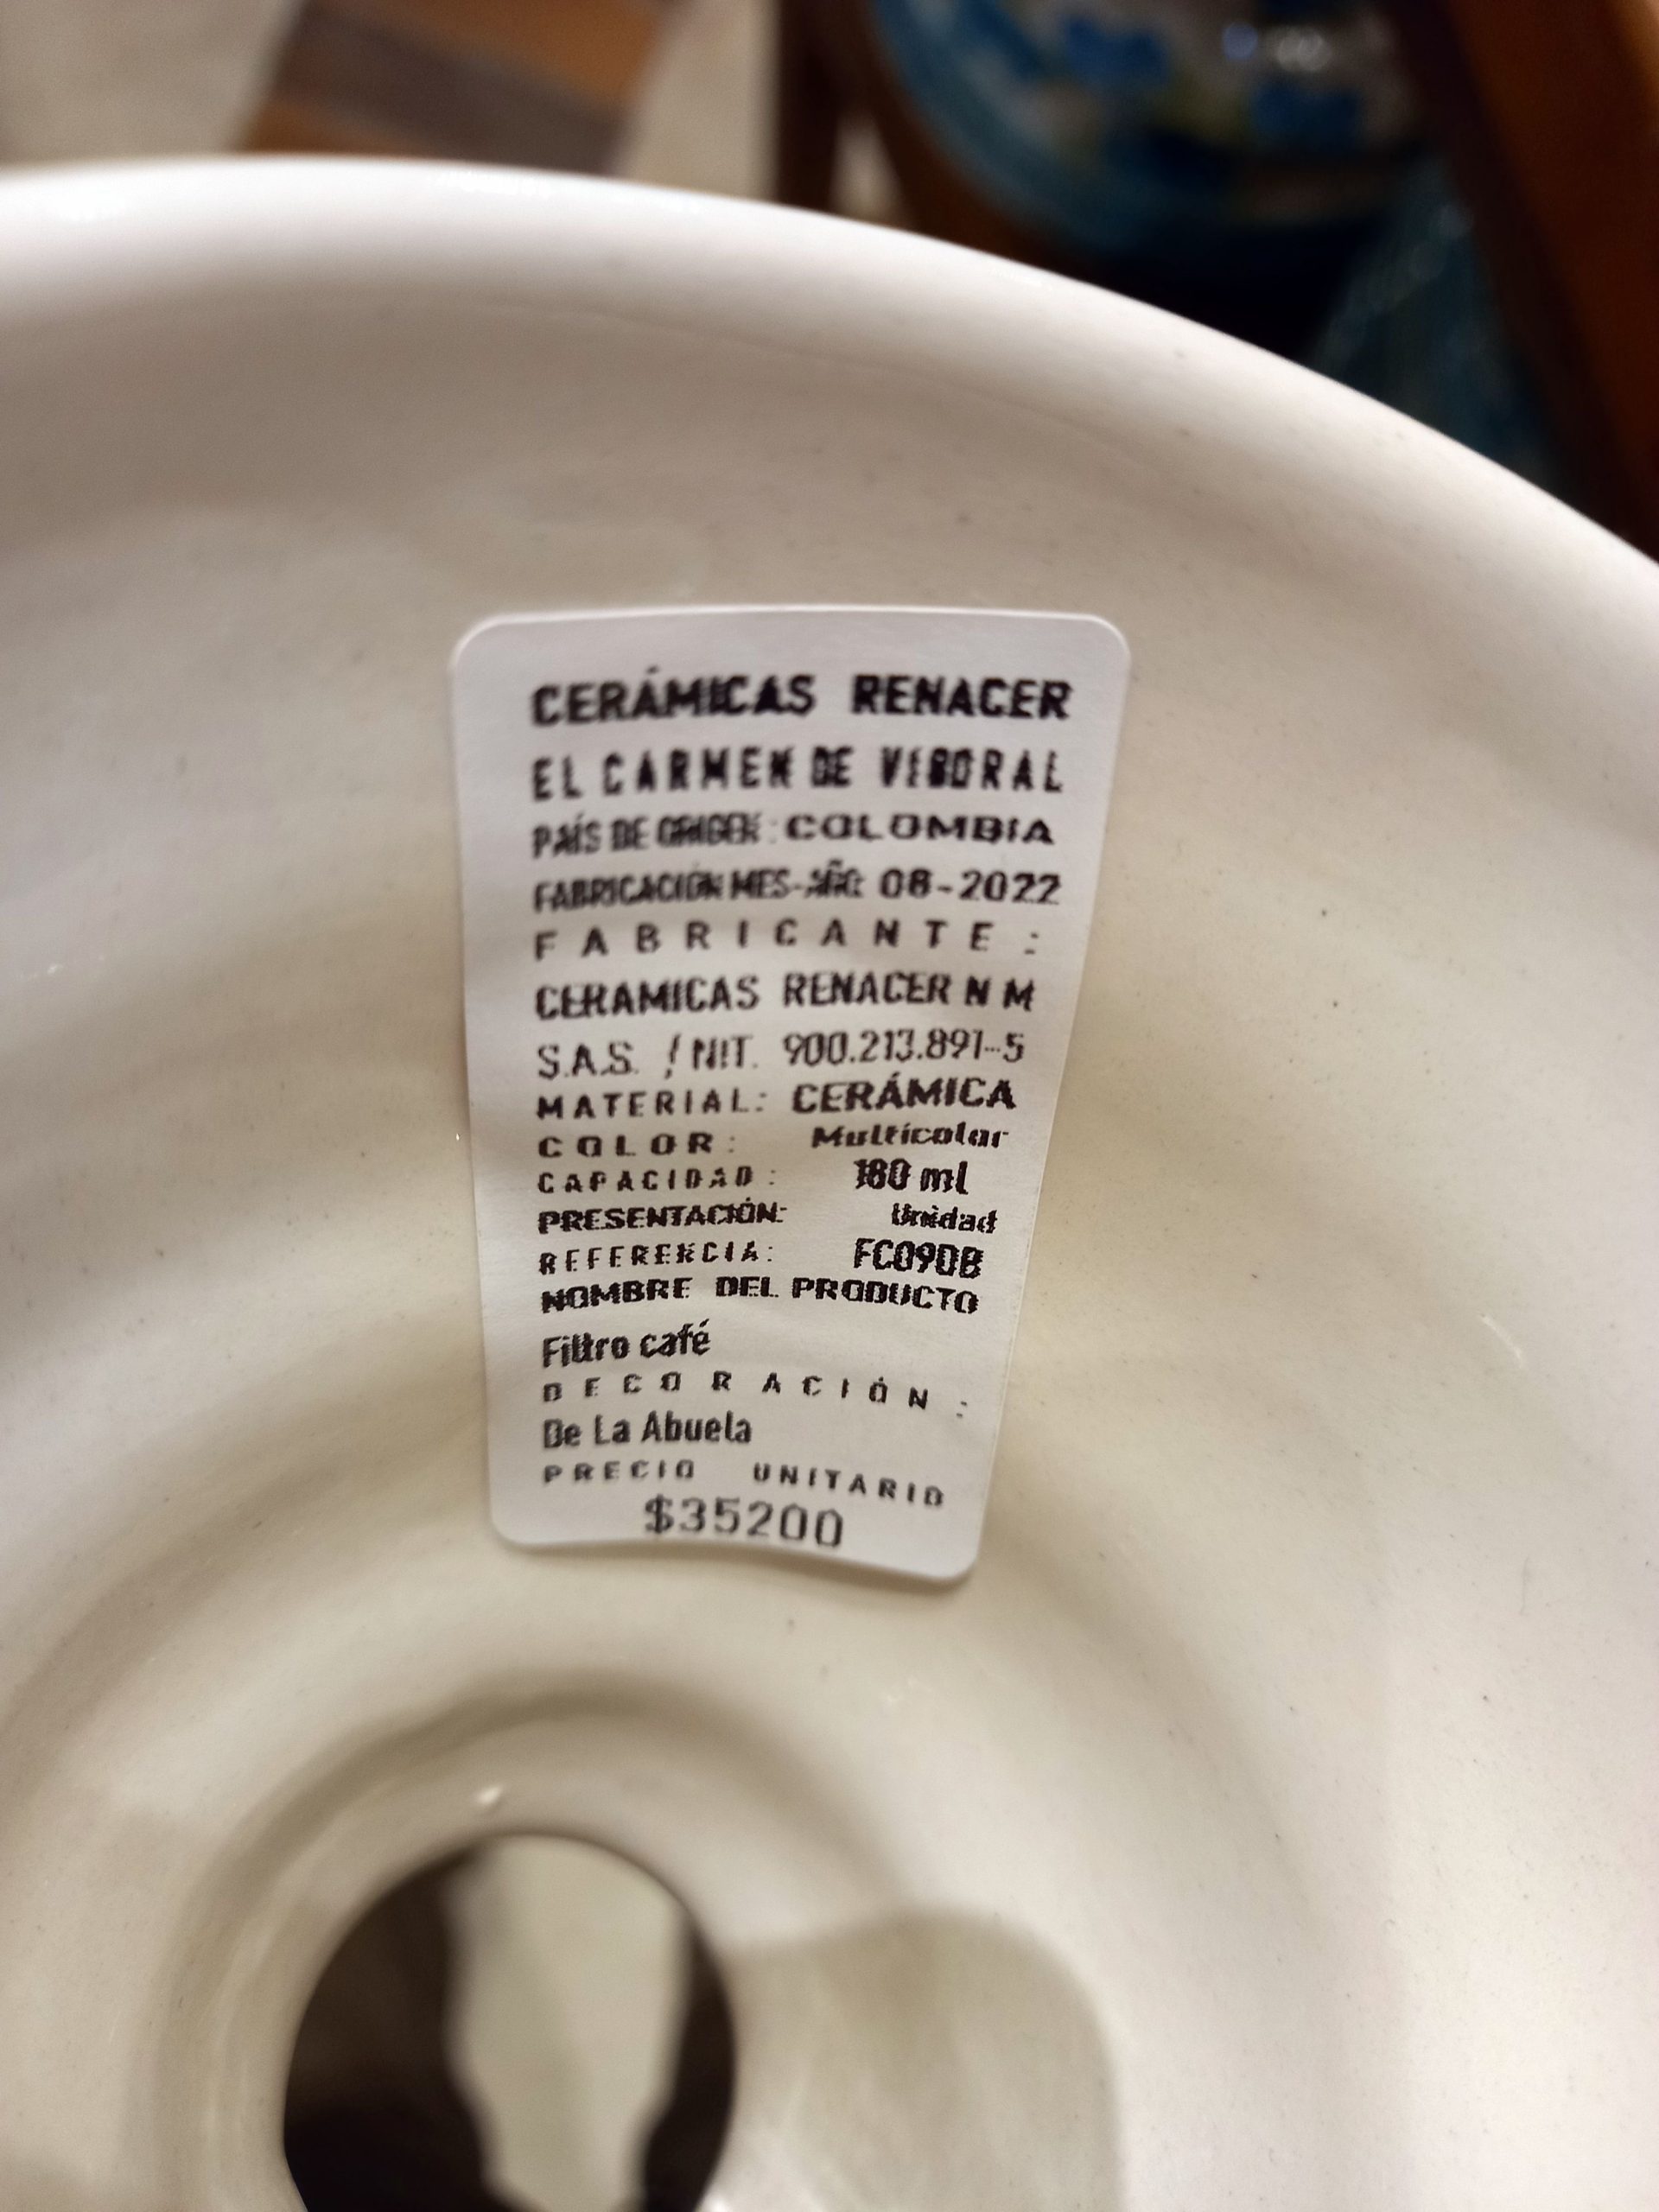 CERÁMICAS RENACER
EL CARMEN DE VIBORAL
PAÍS DE ORIGEN: COLOMBIA
FABRICACIÓN MES-AÑO: 08-2022
FABRICANTE:
CERAMICAS RENACER N M
S.A.S. / NIT. 900.213.891-5
MATERIAL: CERÁMICA
COLOR: Multicolor
CAPACIDAD: 180 ml
PRESENTACIÓN: Unidad
REFERENCIA: FC090B
NOMBRE DEL PRODUCTO
Filtro café
DECORACIÓN:
De La Abuela
PRECIO UNITARIO
$35200